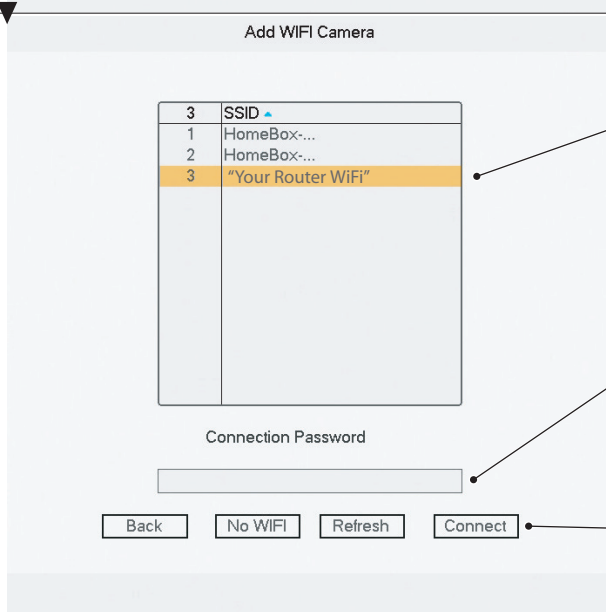 Add WIFI Camera
3 SSID
1 HomeBox-...
2 HomeBox-...
3 “Your Router WiFi”
Connection Password
Back No WIFI Refresh Connect